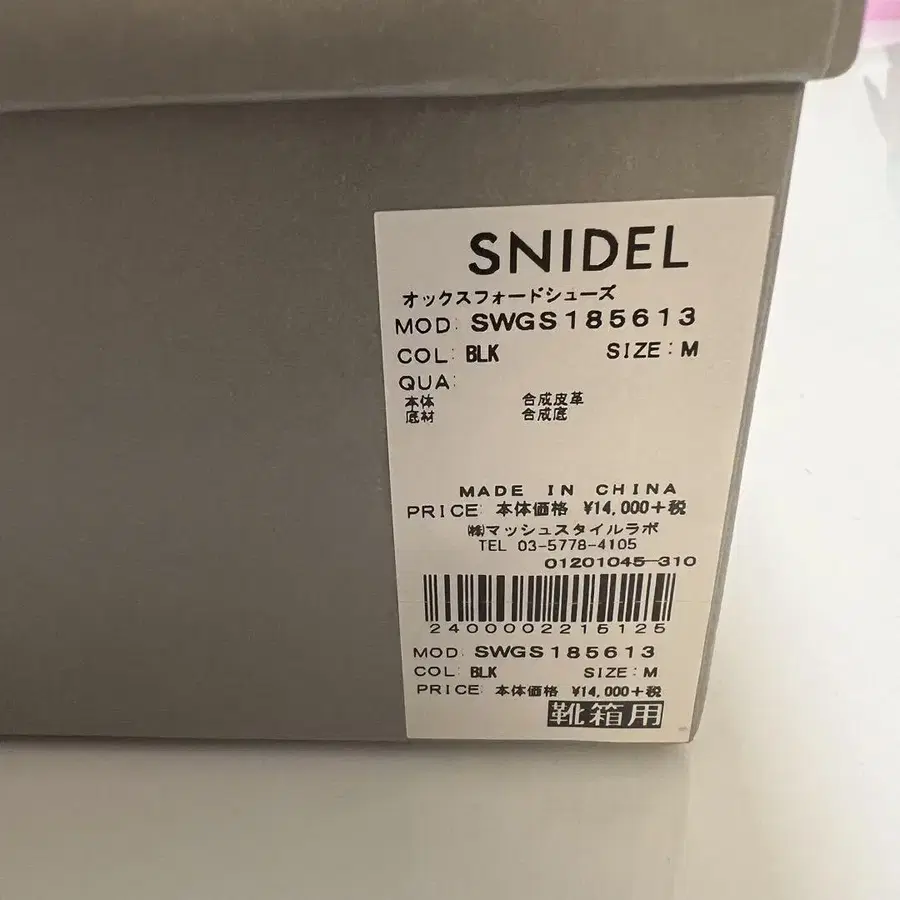 SNIDEL
オックスフォードシューズ
MOD: SWGS185613
COL: BLK SIZE: M
QUA:
本体 合成皮革
底材 合成底
MADE IN CHINA
PRICE: 本体価格 ¥14,000+税
㈱マッシュスタイルラボ
TEL 03-5778-4105
01201045-310
2400002215125
MOD: SWGS185613
COL: BLK SIZE: M
PRICE: 本体価格 ¥14,000+税
靴箱用